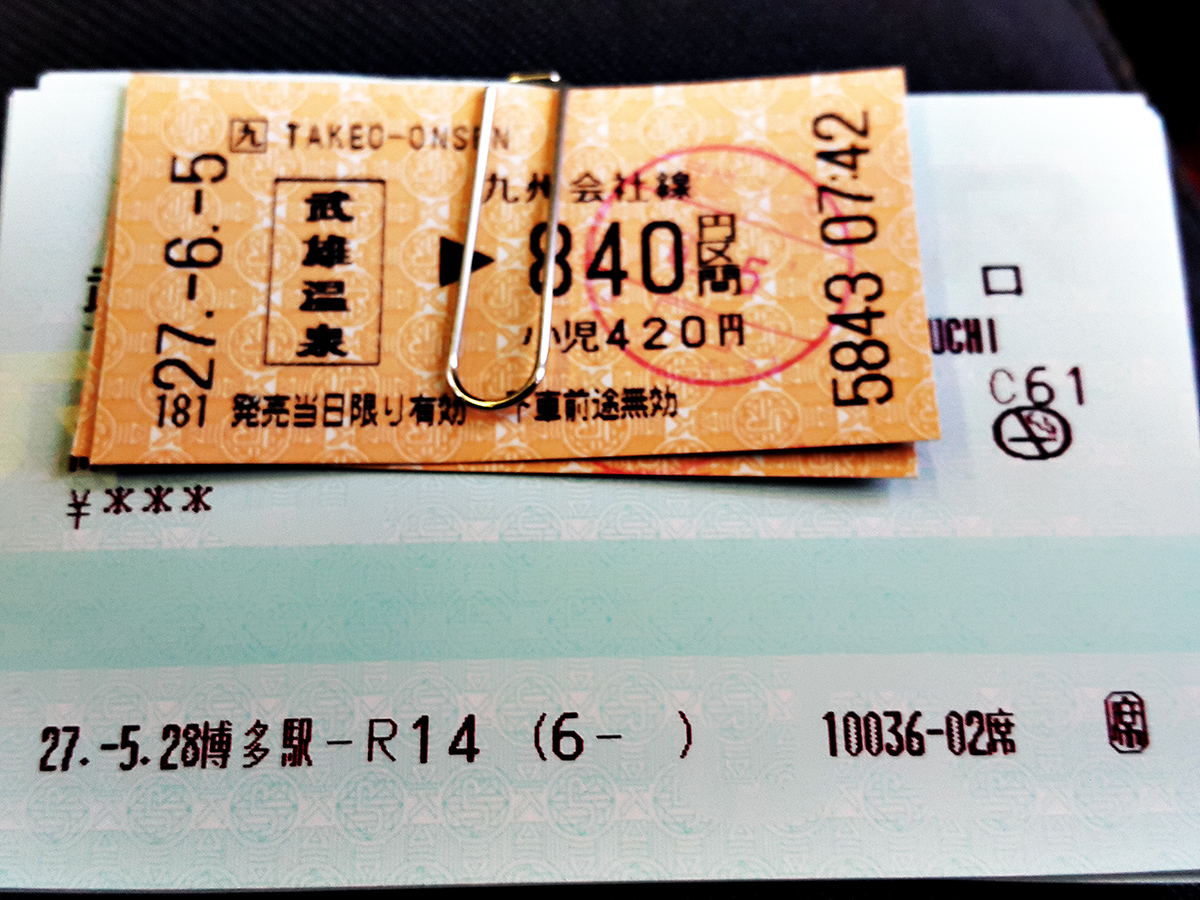 九 TAKEO-ONSEN
27.-6.-5
武雄温泉
九州会社線
▶ 840円区間
小児420円
5843 07:42
181 発売当日限り有効 下車前途無効
口
UCHI
C61
¥***
27.-5.28博多駅-R14 (6- ) 10036-02席 席